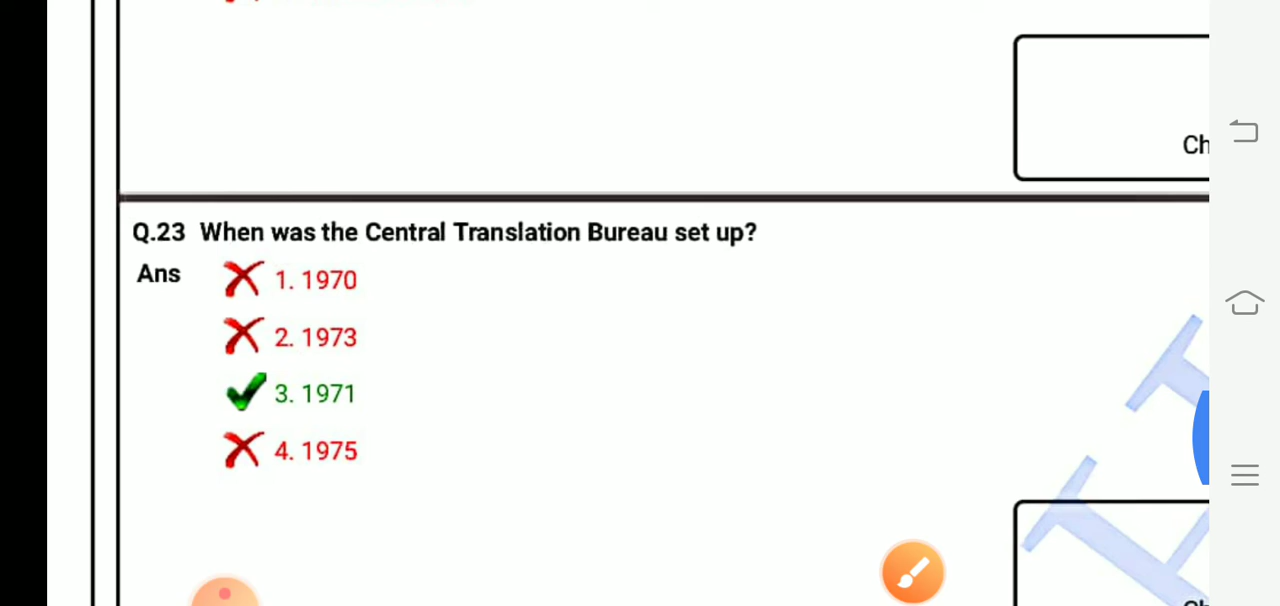 Ch
Q.23 When was the Central Translation Bureau set up?
Ans 1. 1970
2. 1973
3. 1971
4. 1975